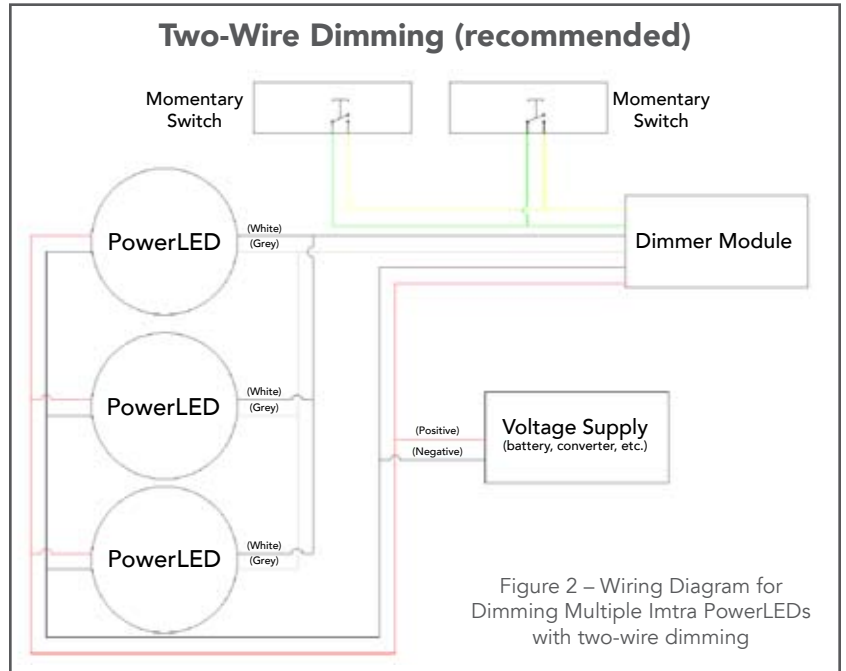 Two-Wire Dimming (recommended)
Momentary
Switch
Momentary
Switch
PowerLED
(White)
(Grey)
Dimmer Module
PowerLED
(White)
(Grey)
Voltage Supply
(battery, converter, etc.)
(Positive)
(Negative)
PowerLED
(White)
(Grey)
Figure 2 – Wiring Diagram for
Dimming Multiple Imtra PowerLEDs
with two-wire dimming